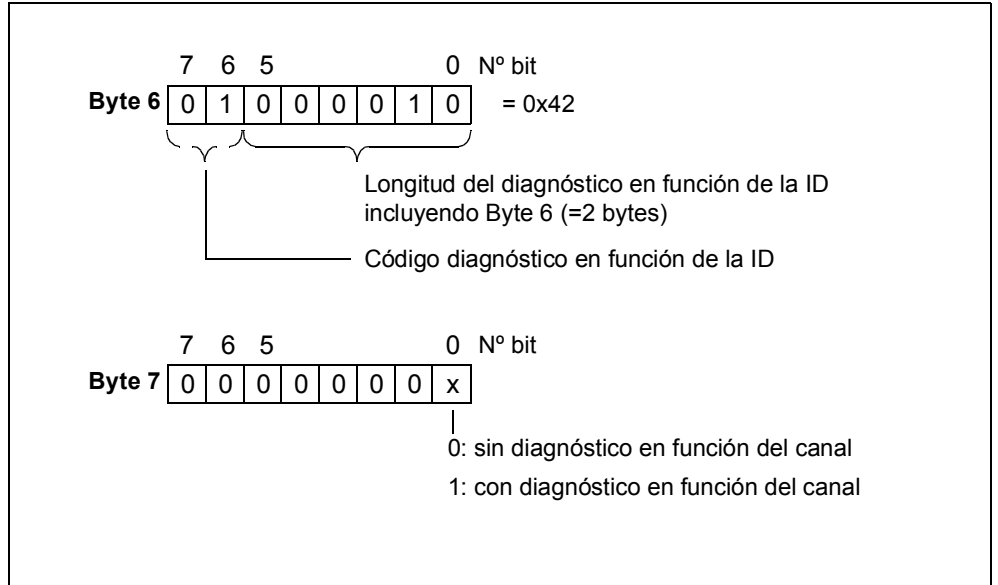 7 6 5 0 Nº bit
Byte 6 0 1 0 0 0 0 1 0 = 0x42
Longitud del diagnóstico en función de la ID
incluyendo Byte 6 (=2 bytes)
Código diagnóstico en función de la ID
7 6 5 0 Nº bit
Byte 7 0 0 0 0 0 0 0 x
0: sin diagnóstico en función del canal
1: con diagnóstico en función del canal